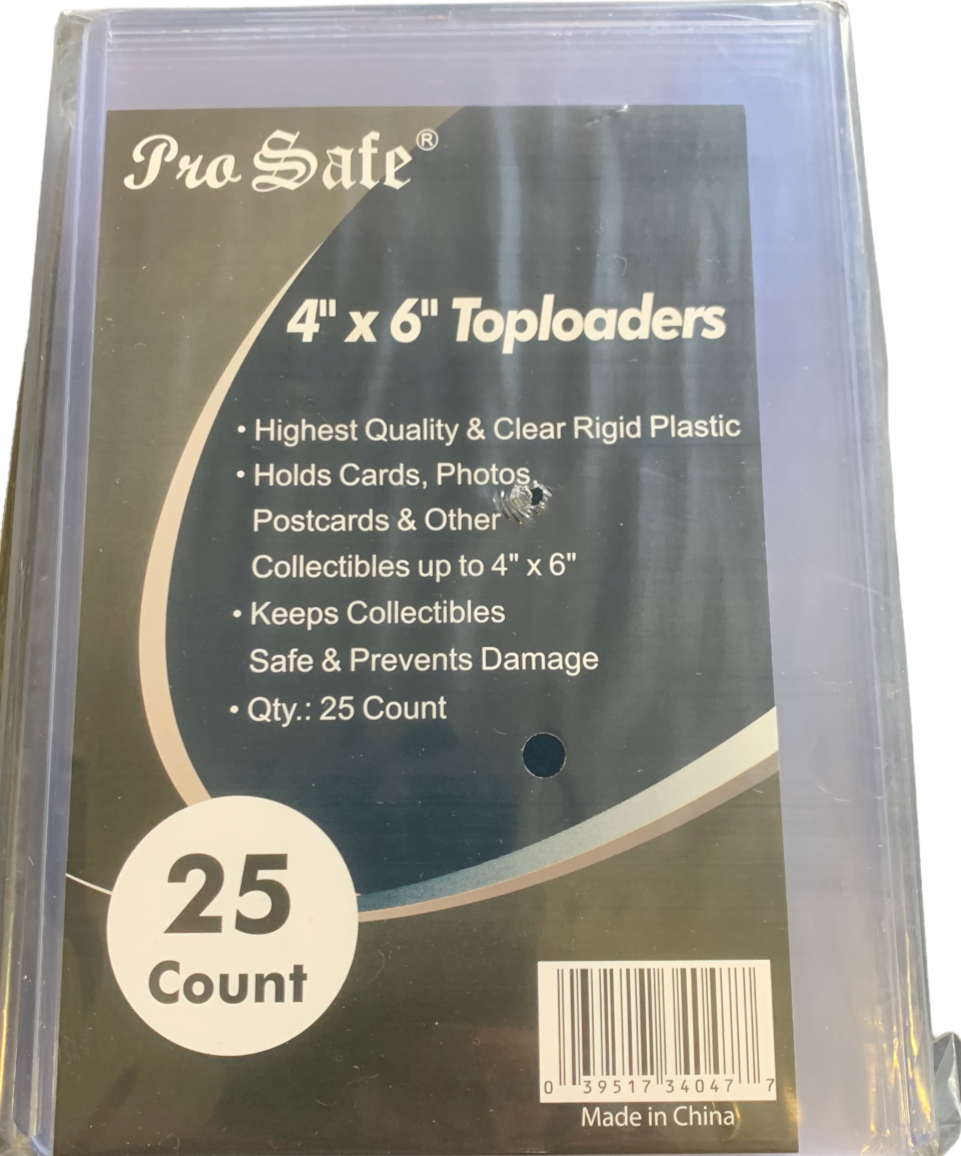 Pro Safe®
4" x 6" Toploaders
• Highest Quality & Clear Rigid Plastic
• Holds Cards, Photos,
Postcards & Other
Collectibles up to 4" x 6"
• Keeps Collectibles
Safe & Prevents Damage
• Qty.: 25 Count
25
Count
0 39517 34047 7
Made in China